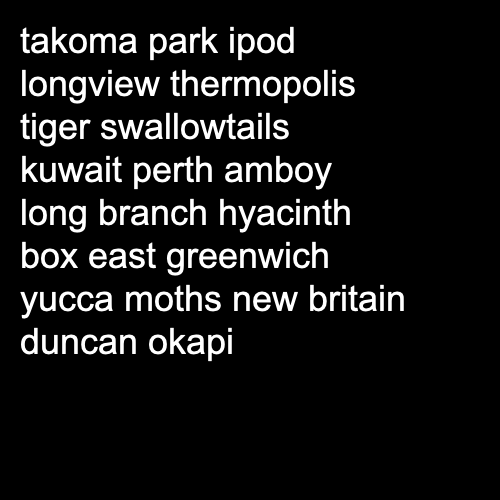 takoma park ipod
longview thermopolis
tiger swallowtails
kuwait perth amboy
long branch hyacinth
box east greenwich
yucca moths new britain
duncan okapi